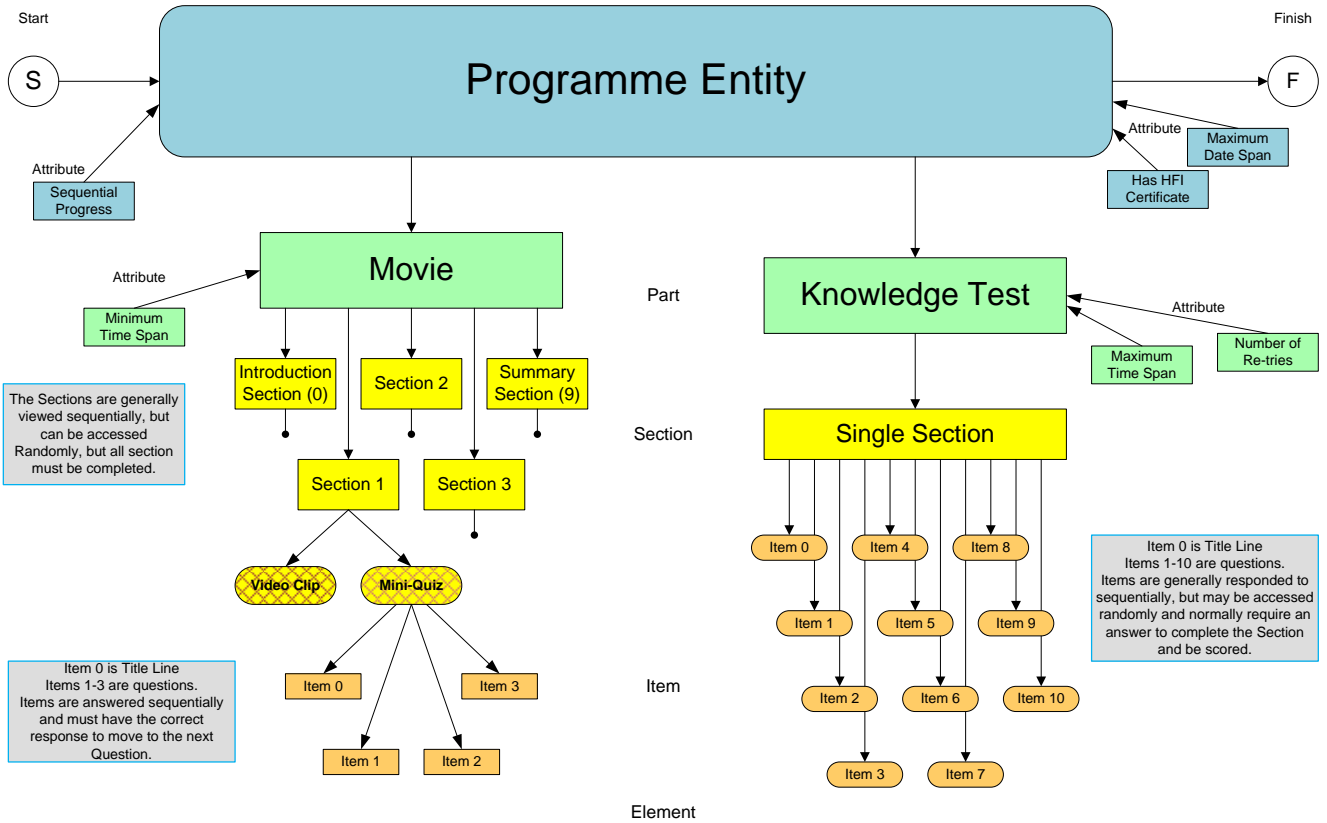 Start
Finish
S
Programme Entity
F
Attribute
Sequential
Progress
Attribute
Maximum
Date Span
Has HFI
Certificate
Movie
Attribute
Minimum
Time Span
Part
Knowledge Test
Attribute
Maximum
Time Span
Number of
Re-tries
Introduction
Section (0)
Section 2
Summary
Section (9)
The Sections are generally
viewed sequentially, but
can be accessed
Randomly, but all section
must be completed.
Section
Single Section
Section 1
Section 3
Video Clip
Mini-Quiz
Item 0
Item 4
Item 8
Item 1
Item 5
Item 9
Item 2
Item 6
Item 10
Item 3
Item 7
Item 0 is Title Line
Items 1-10 are questions.
Items are generally responded to
sequentially, but may be accessed
randomly and normally require an
answer to complete the Section
and be scored.
Item 0 is Title Line
Items 1-3 are questions.
Items are answered sequentially
and must have the correct
response to move to the next
Question.
Item 0
Item 3
Item 1
Item 2
Item
Element